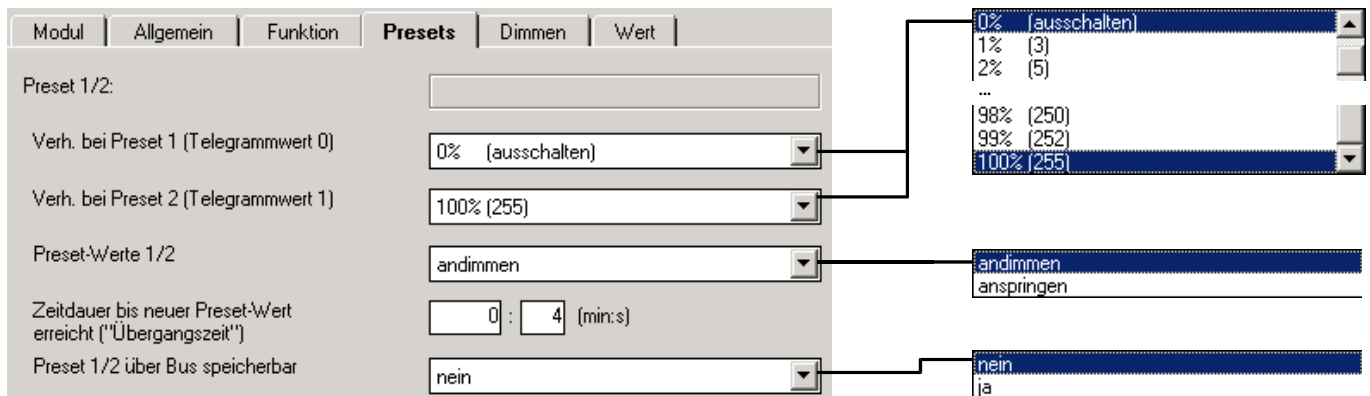 Modul Allgemein Funktion Presets Dimmen Wert
Preset 1/2:
Verh. bei Preset 1 (Telegrammwert 0) 0% (ausschalten)
Verh. bei Preset 2 (Telegrammwert 1) 100% (255)
Preset-Werte 1/2 andimmen
Zeitdauer bis neuer Preset-Wert
erreicht ("Übergangszeit") 0 : 4 (min:s)
Preset 1/2 über Bus speicherbar nein
0% (ausschalten)
1% (3)
2% (5)
...
98% (250)
99% (252)
100% (255)
andimmen
anspringen
nein
ja